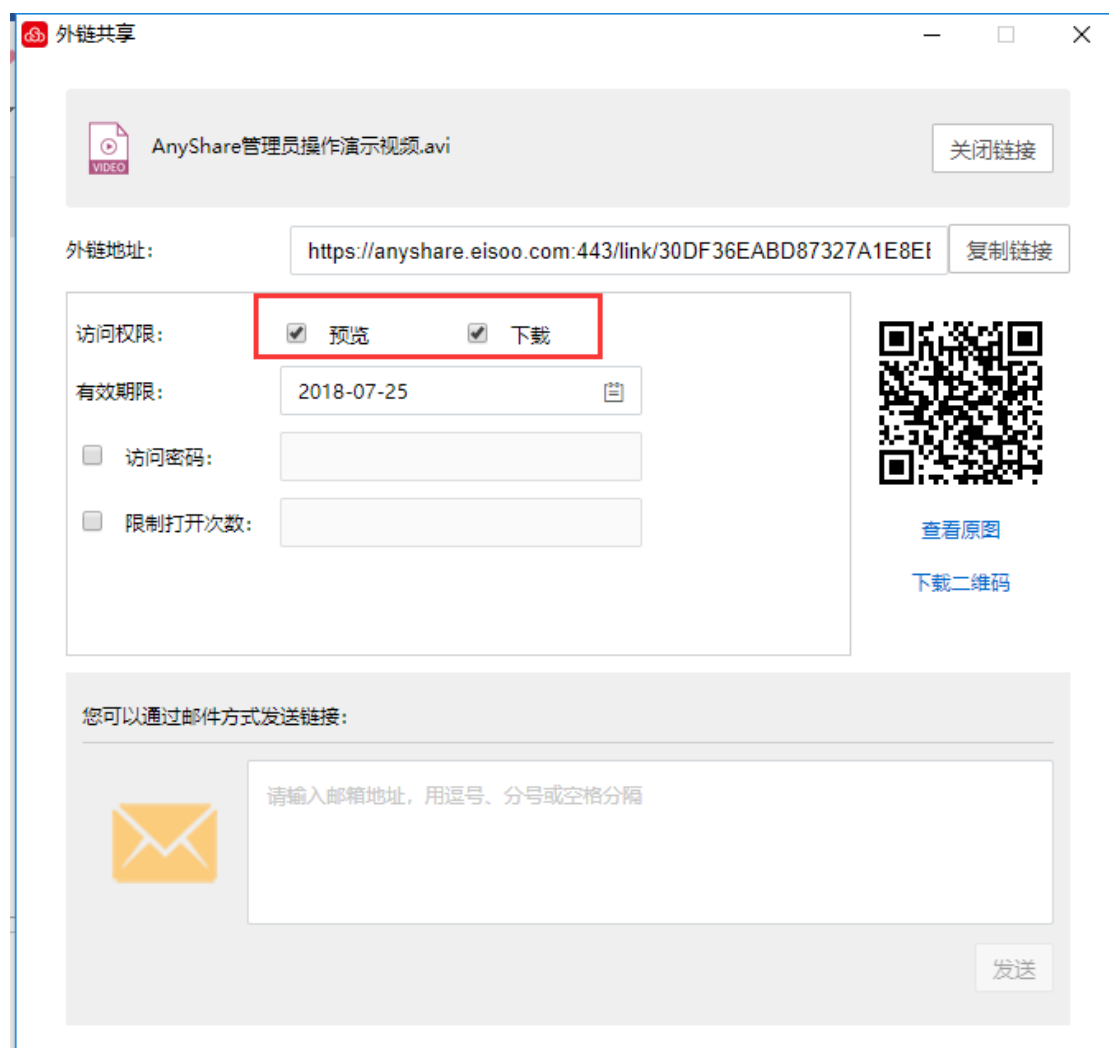 外链共享
VIDEO
AnyShare管理员操作演示视频.avi
关闭链接
外链地址:
https://anyshare.eisoo.com:443/link/30DF36EABD87327A1E8EE
复制链接
访问权限:
预览
下载
有效期限:
2018-07-25
访问密码:
限制打开次数:
查看原图
下载二维码
您可以通过邮件方式发送链接:
请输入邮箱地址，用逗号、分号或空格分隔
发送